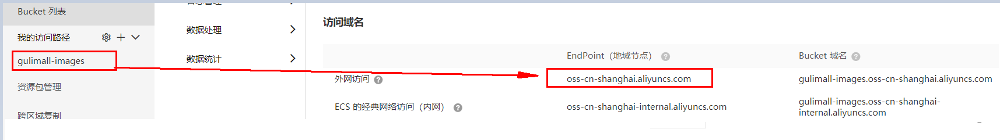 Bucket 列表
我的访问路径
gulimall-images
资源包管理
跨区域复制
数据处理
数据统计
访问域名
EndPoint（地域节点） ?
Bucket 域名 ?
外网访问 ?
oss-cn-shanghai.aliyuncs.com
gulimall-images.oss-cn-shanghai.aliyuncs.com
ECS 的经典网络访问（内网） ?
oss-cn-shanghai-internal.aliyuncs.com
gulimall-images.oss-cn-shanghai-
internal.aliyuncs.com